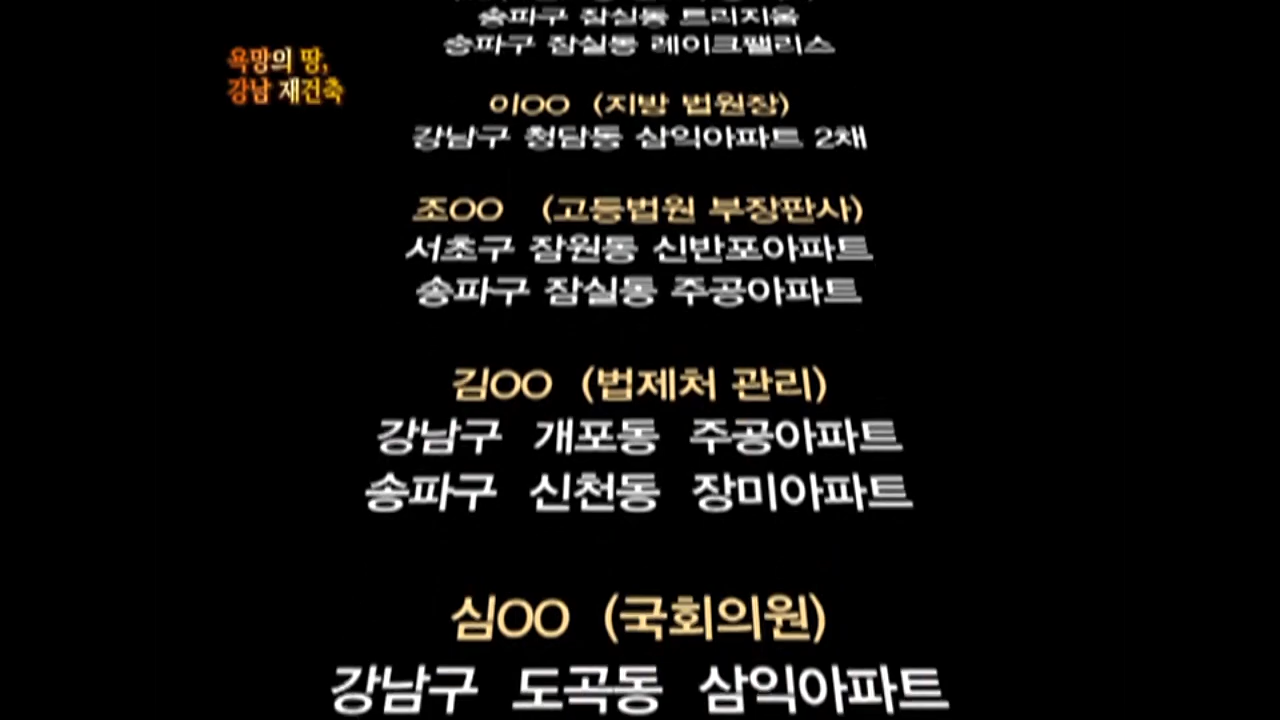 송파구 잠실동 트리지움
송파구 잠실동 레이크팰리스
욕망의 땅,
강남 재건축
이OO (지방 법원장)
강남구 청담동 삼익아파트 2채
조OO (고등법원 부장판사)
서초구 잠원동 신반포아파트
송파구 잠실동 주공아파트
김OO (법제처 관리)
강남구 개포동 주공아파트
송파구 신천동 장미아파트
심OO (국회의원)
강남구 도곡동 삼익아파트